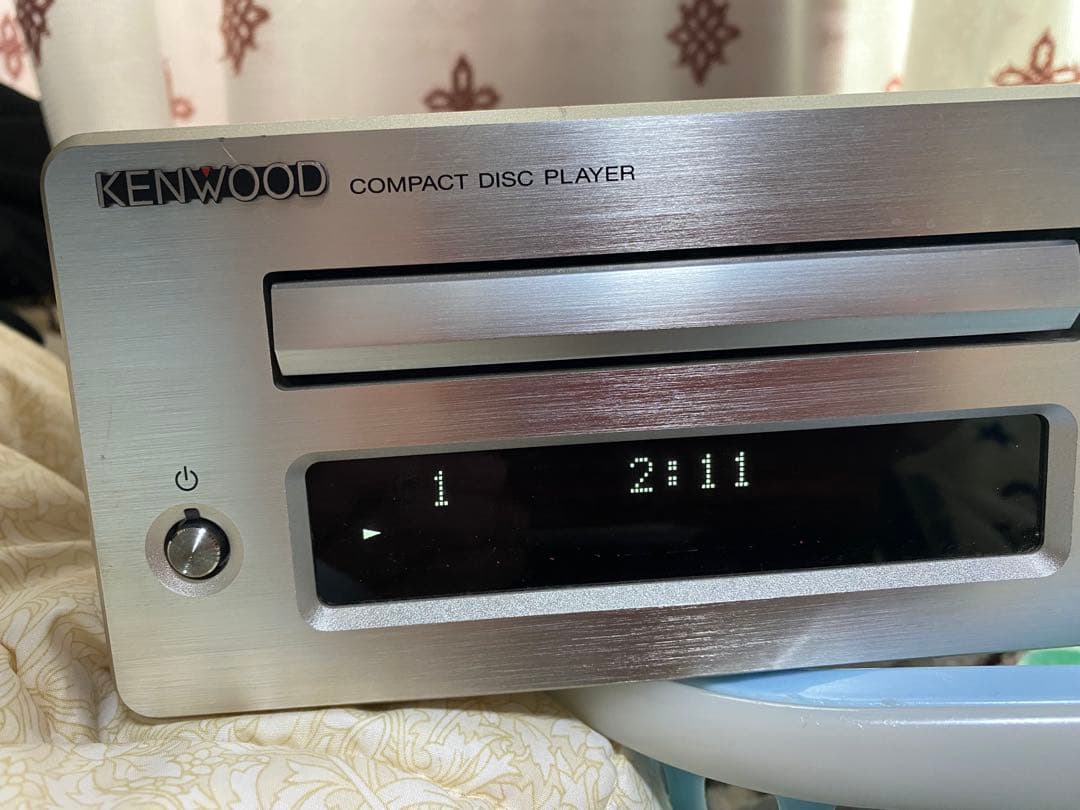 KENWOOD COMPACT DISC PLAYER
1 2:11